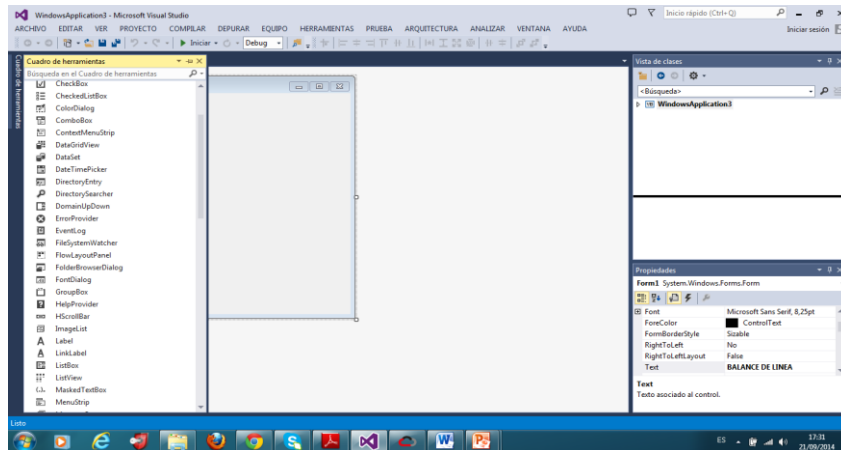 WindowsApplication3 - Microsoft Visual Studio
Inicio rápido (Ctrl+Q)
ARCHIVO EDITAR VER PROYECTO COMPILAR DEPURAR EQUIPO HERRAMIENTAS PRUEBA ARQUITECTURA ANALIZAR VENTANA AYUDA
Iniciar sesión
Iniciar Debug
Cuadro de herramientas
Cuadro de herramientas
Búsqueda en el Cuadro de herramientas
CheckBox
CheckedListBox
ColorDialog
ComboBox
ContextMenuStrip
DataGridView
DataSet
DateTimePicker
DirectoryEntry
DirectorySearcher
DomainUpDown
ErrorProvider
EventLog
FileSystemWatcher
FlowLayoutPanel
FolderBrowserDialog
FontDialog
GroupBox
HelpProvider
HScrollBar
ImageList
Label
LinkLabel
ListBox
ListView
MaskedTextBox
MenuStrip
Vista de clases
<Búsqueda>
WindowsApplication3
Propiedades
Form1 System.Windows.Forms.Form
Font Microsoft Sans Serif, 8,25pt
ForeColor ControlText
FormBorderStyle Sizable
RightToLeft No
RightToLeftLayout False
Text BALANCE DE LINEA
Text
Texto asociado al control.
Listo
ES 17:31
21/09/2014